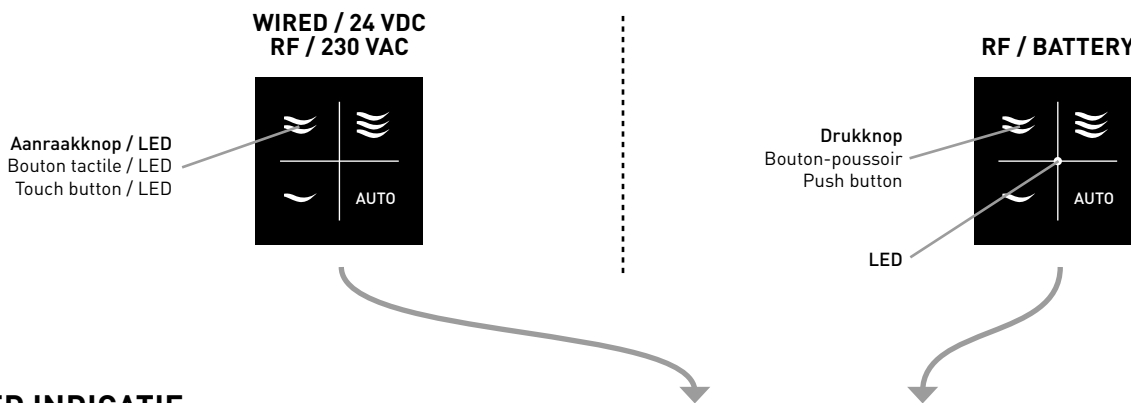 WIRED / 24 VDC
RF / 230 VAC
Aanraakknop / LED
Bouton tactile / LED
Touch button / LED
AUTO
RF / BATTERY
Drukknop
Bouton-poussoir
Push button
LED
AUTO
INDICATIE